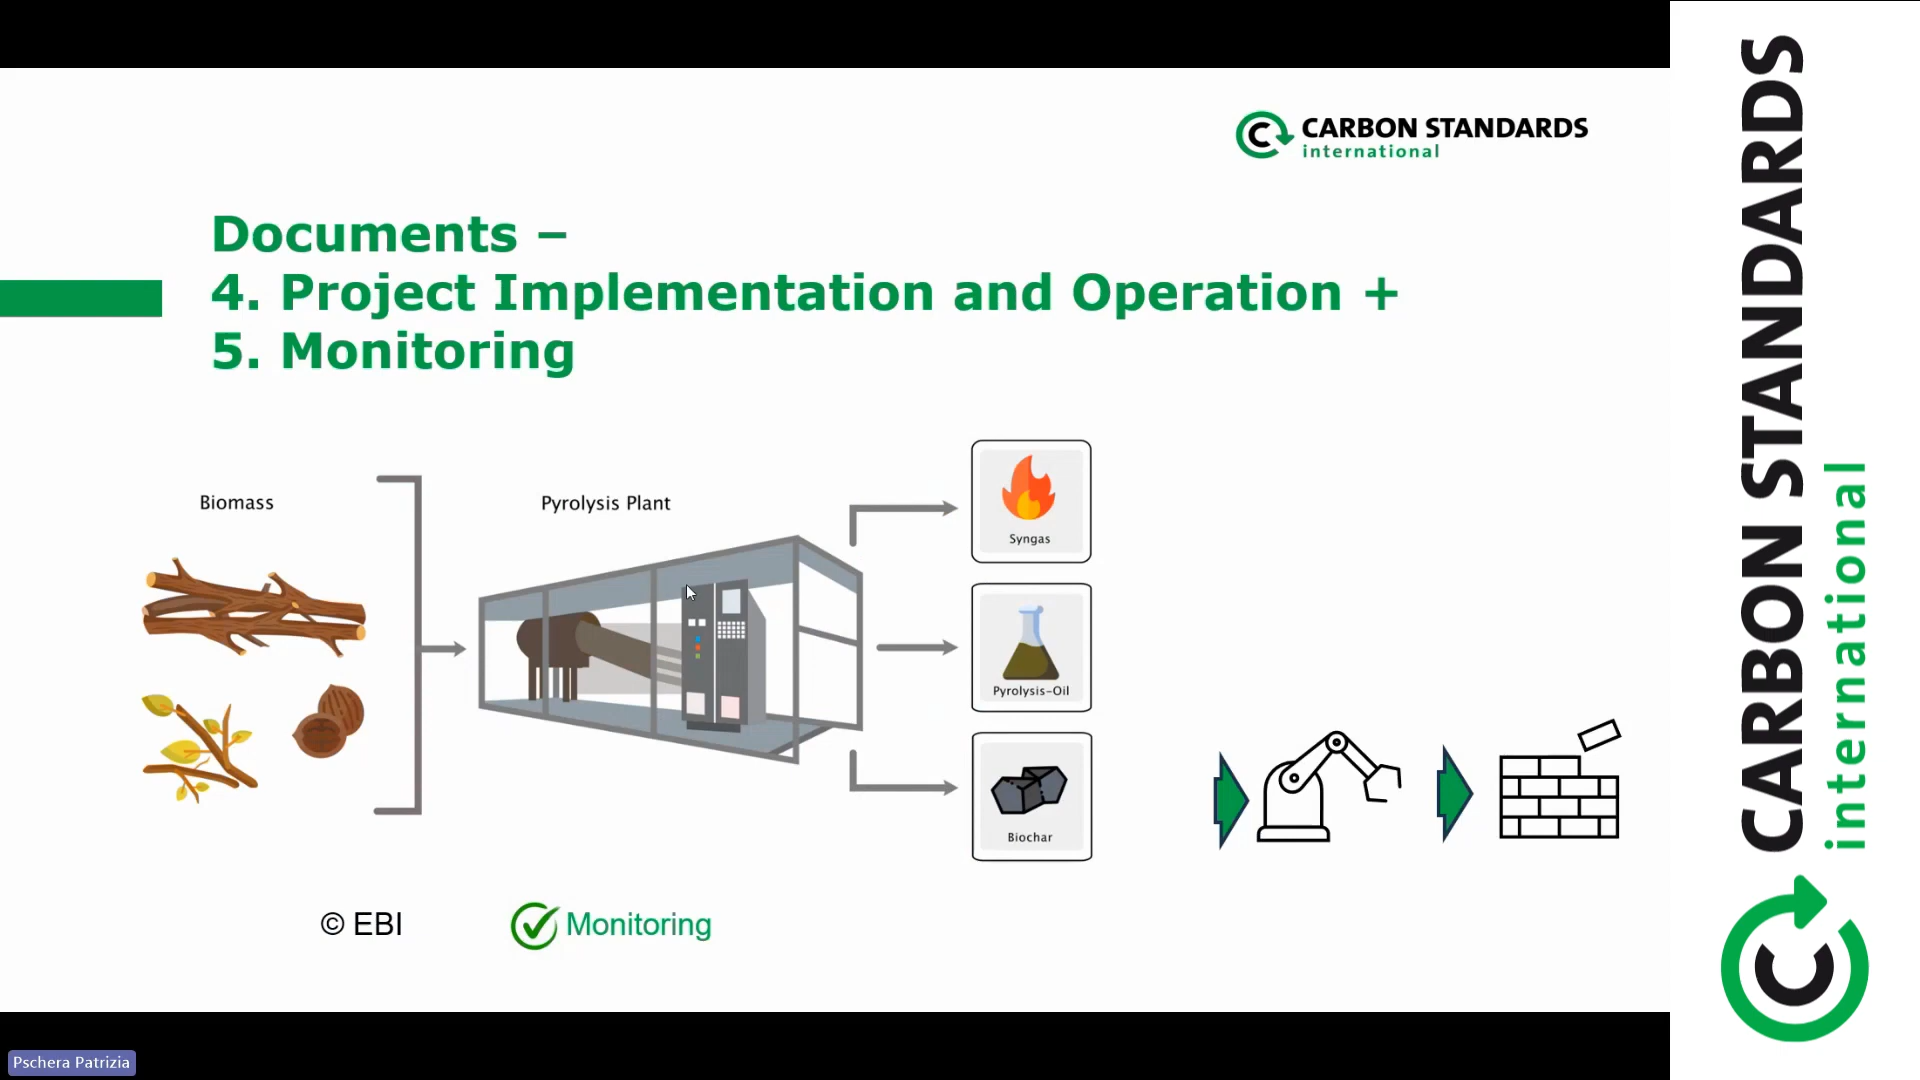 CARBON STANDARDS
international
Documents –
4. Project Implementation and Operation +
5. Monitoring
Biomass
Pyrolysis Plant
Syngas
Pyrolysis-Oil
Biochar
© EBI
Monitoring
CARBON STANDARDS
international
Pschera Patrizia